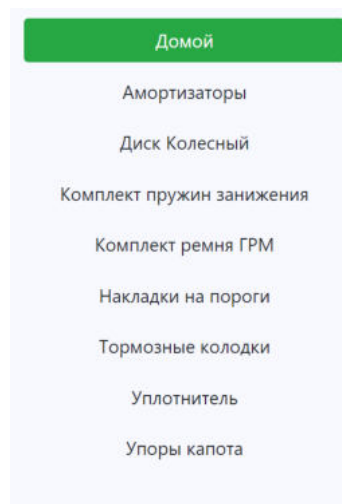 Домой
Амортизаторы
Диск Колесный
Комплект пружин занижения
Комплект ремня ГРМ
Накладки на пороги
Тормозные колодки
Уплотнитель
Упоры капота